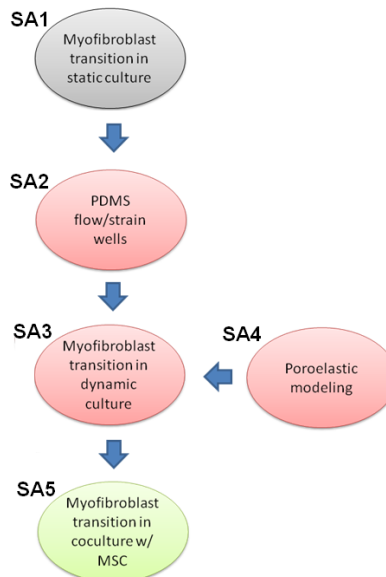 SA1
Myofibroblast
transition in
static culture
SA2
PDMS
flow/strain
wells
SA3
Myofibroblast
transition in
dynamic
culture
SA4
Poroelastic
modeling
SA5
Myofibroblast
transition in
coculture w/
MSC